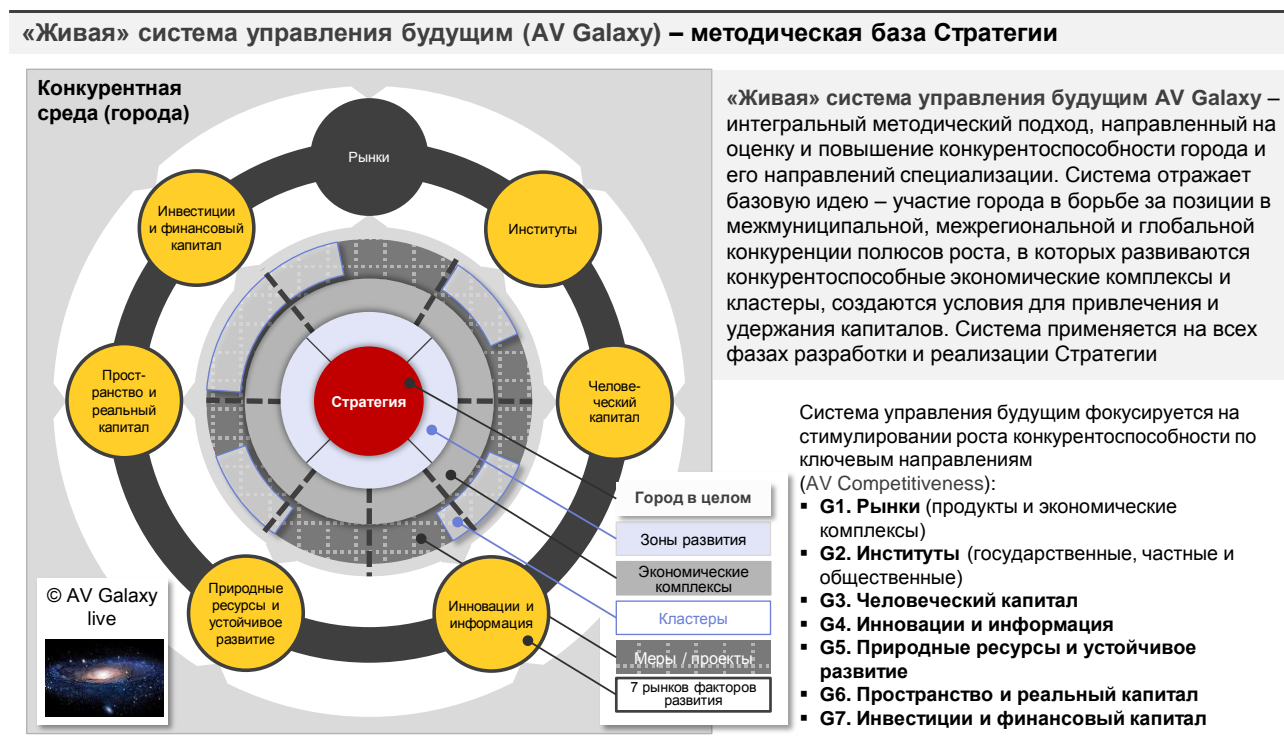 «Живая» система управления будущим (AV Galaxy) – методическая база Стратегии
Конкурентная
среда (города)
Рынки
Инвестиции
и финансовый
капитал
Институты
Прост-
ранство и
реальный
капитал
Стратегия
Челове-
ческий
капитал
Природные
ресурсы и
устойчивое
развитие
Инновации и
информация
© AV Galaxy
live
Город в целом
Зоны развития
Экономические
комплексы
Кластеры
Меры / проекты
7 рынков факторов
развития
«Живая» система управления будущим AV Galaxy –
интегральный методический подход, направленный на
оценку и повышение конкурентоспособности города и
его направлений специализации. Система отражает
базовую идею – участие города в борьбе за позиции в
межмуниципальной, межрегиональной и глобальной
конкуренции полюсов роста, в которых развиваются
конкурентоспособные экономические комплексы и
кластеры, создаются условия для привлечения и
удержания капиталов. Система применяется на всех
фазах разработки и реализации Стратегии
Система управления будущим фокусируется на
стимулировании роста конкурентоспособности по
ключевым направлениям
(AV Competitiveness):
▪ G1. Рынки (продукты и экономические
комплексы)
▪ G2. Институты (государственные, частные и
общественные)
▪ G3. Человеческий капитал
▪ G4. Инновации и информация
▪ G5. Природные ресурсы и устойчивое
развитие
▪ G6. Пространство и реальный капитал
▪ G7. Инвестиции и финансовый капитал